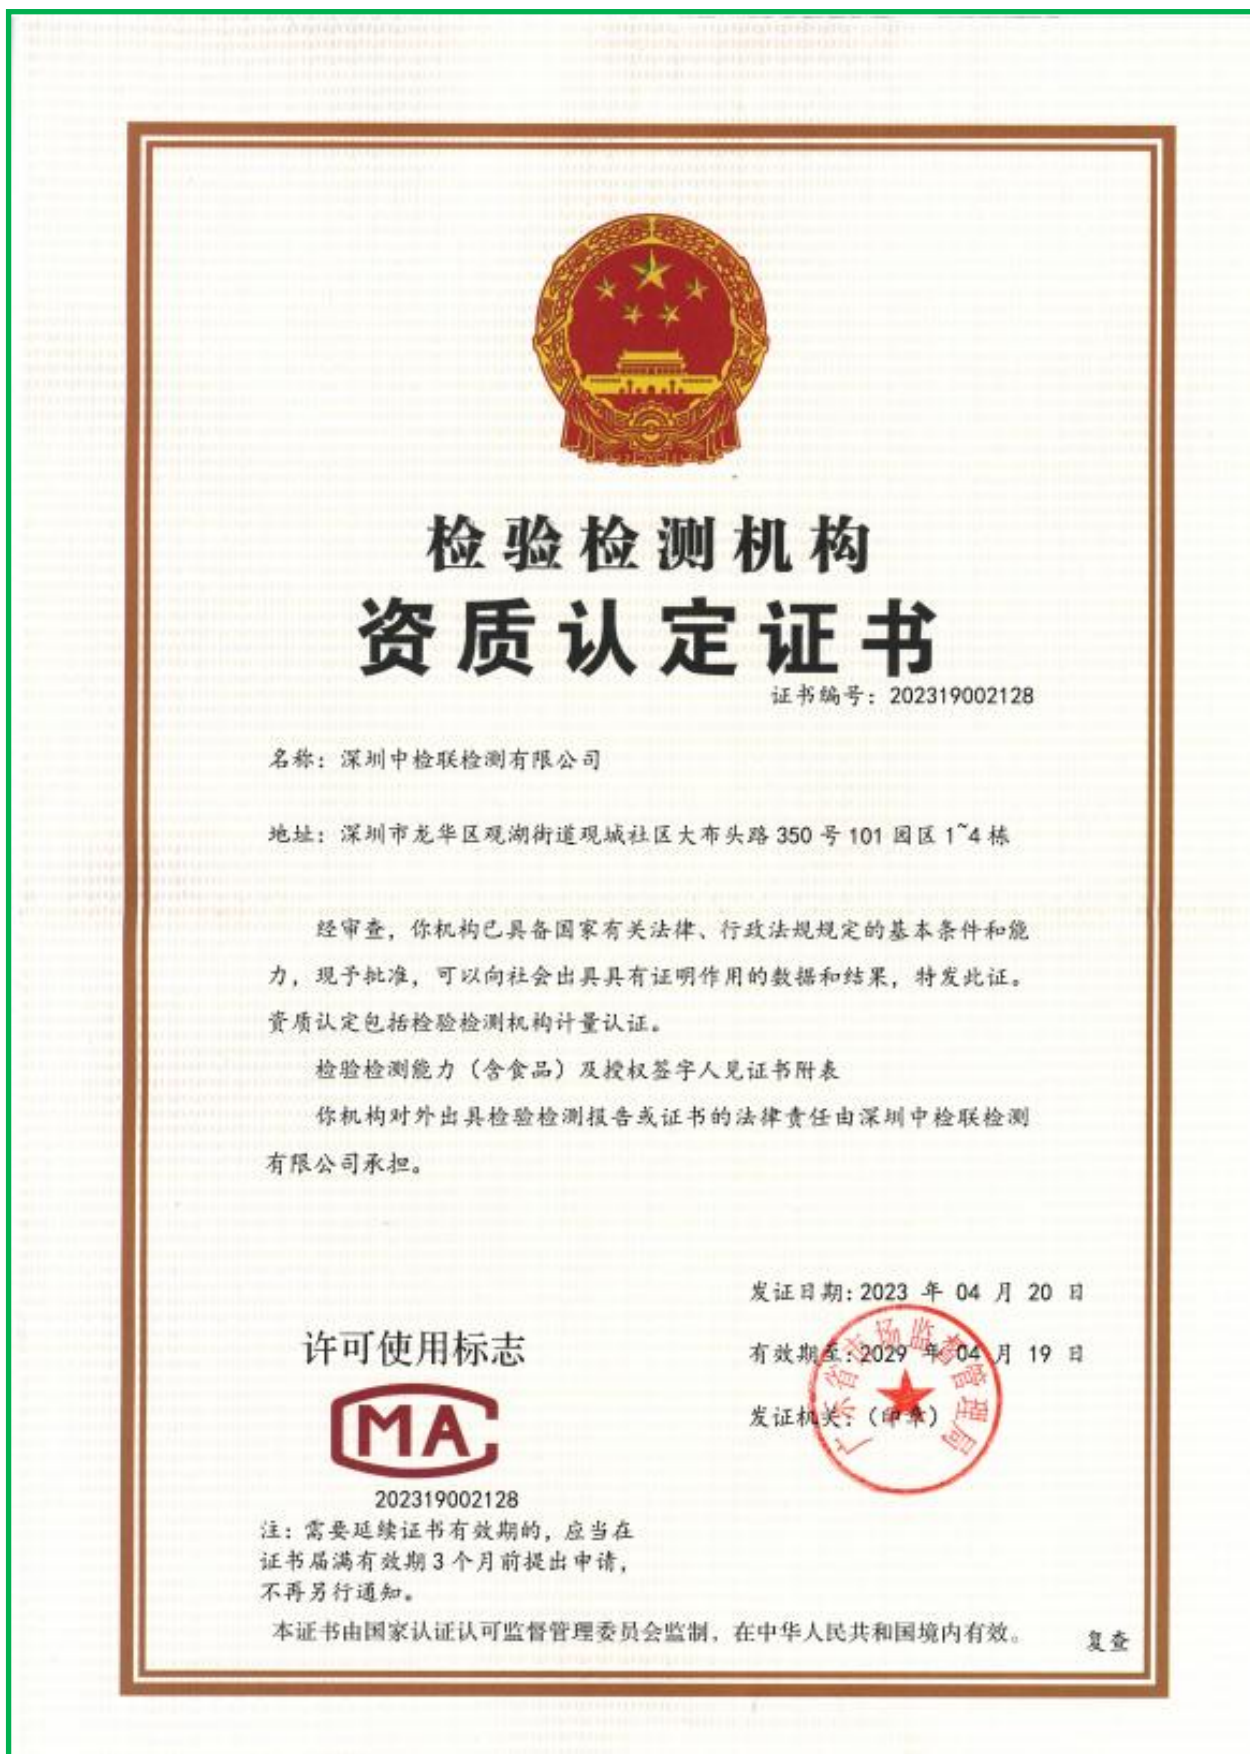 检验检测机构
资质认定证书
证书编号：202319002128
名称：深圳中检联检测有限公司
地址：深圳市龙华区观湖街道观城社区大布头路350号101园区1~4栋
经审查，你机构已具备国家有关法律、行政法规规定的基本条件和能
力，现予批准，可以向社会出具具有证明作用的数据和结果，特发此证。
资质认定包括检验检测机构计量认证。
检验检测能力（含食品）及授权签字人见证书附表
你机构对外出具检验检测报告或证书的法律责任由深圳中检联检测
有限公司承担。
发证日期：2023 年 04 月 20 日
有效期至：2029 年 04 月 19 日
发证机关：（印章）
广东省市场监督管理局
许可使用标志
MA
202319002128
注：需要延续证书有效期的，应当在
证书届满有效期3个月前提出申请，
不再另行通知。
本证书由国家认证认可监督管理委员会监制，在中华人民共和国境内有效。
复查